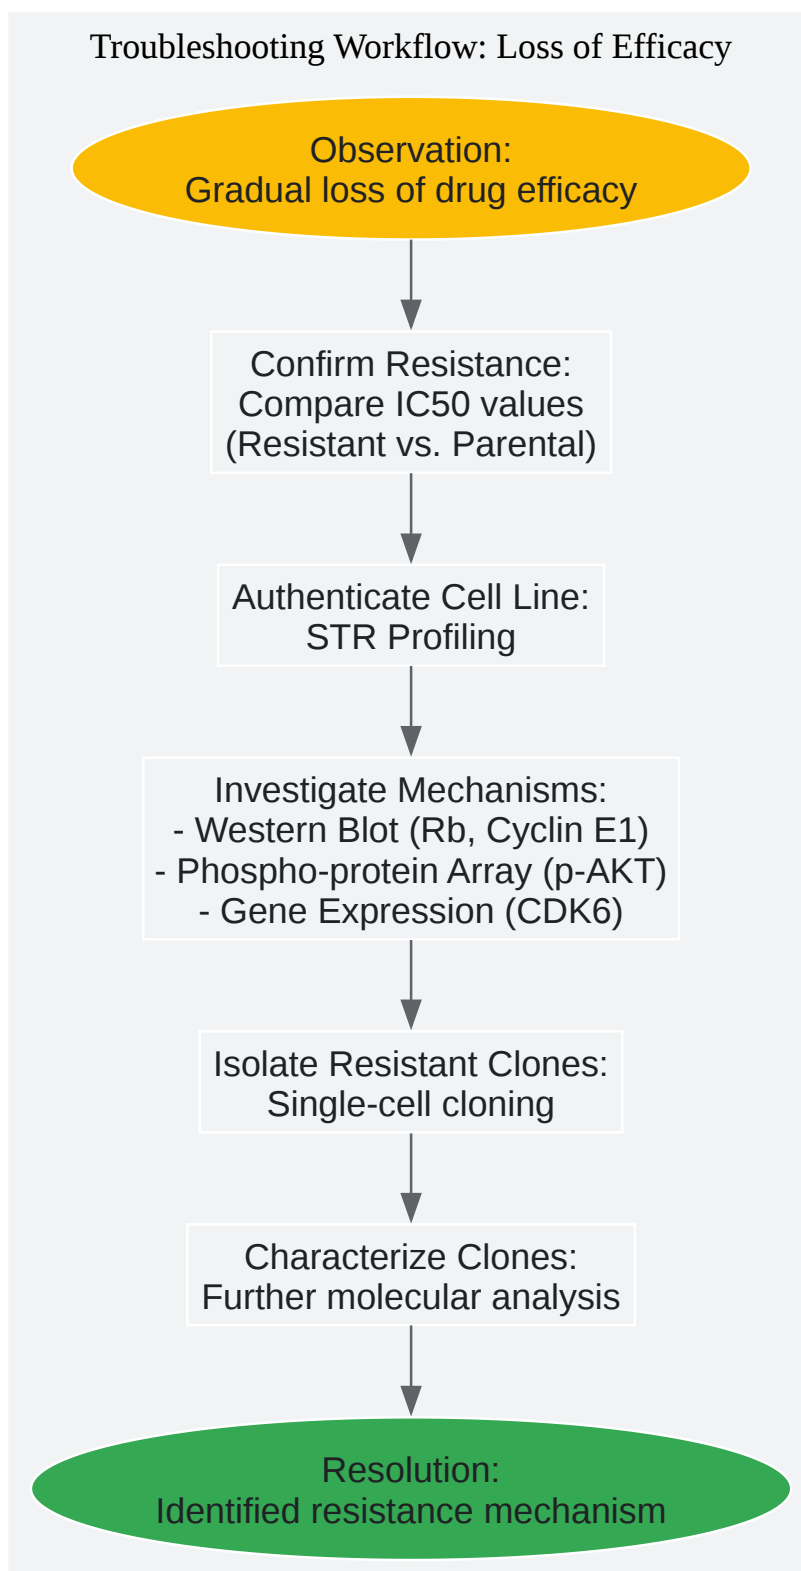 Troubleshooting Workflow: Loss of Efficacy
Observation:
Gradual loss of drug efficacy
Confirm Resistance:
Compare IC50 values
(Resistant vs. Parental)
Authenticate Cell Line:
STR Profiling
Investigate Mechanisms:
- Western Blot (Rb, Cyclin E1)
- Phospho-protein Array (p-AKT)
- Gene Expression (CDK6)
Isolate Resistant Clones:
Single-cell cloning
Characterize Clones:
Further molecular analysis
Resolution:
Identified resistance mechanism